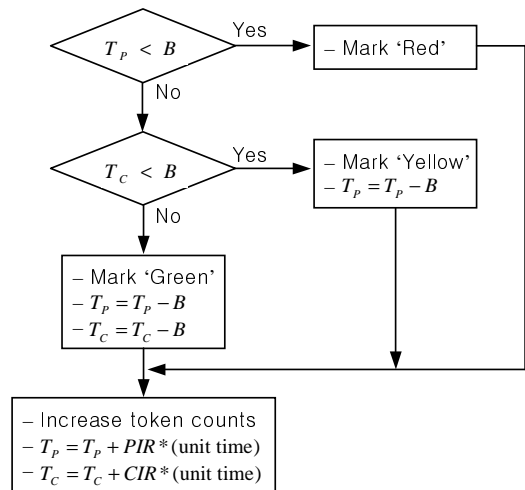 T_P < B
Yes
– Mark 'Red'
No
T_C < B
Yes
– Mark 'Yellow'
– T_P = T_P – B
No
– Mark 'Green'
– T_P = T_P – B
– T_C = T_C – B
– Increase token counts
– T_P = T_P + PIR * (unit time)
– T_C = T_C + CIR * (unit time)